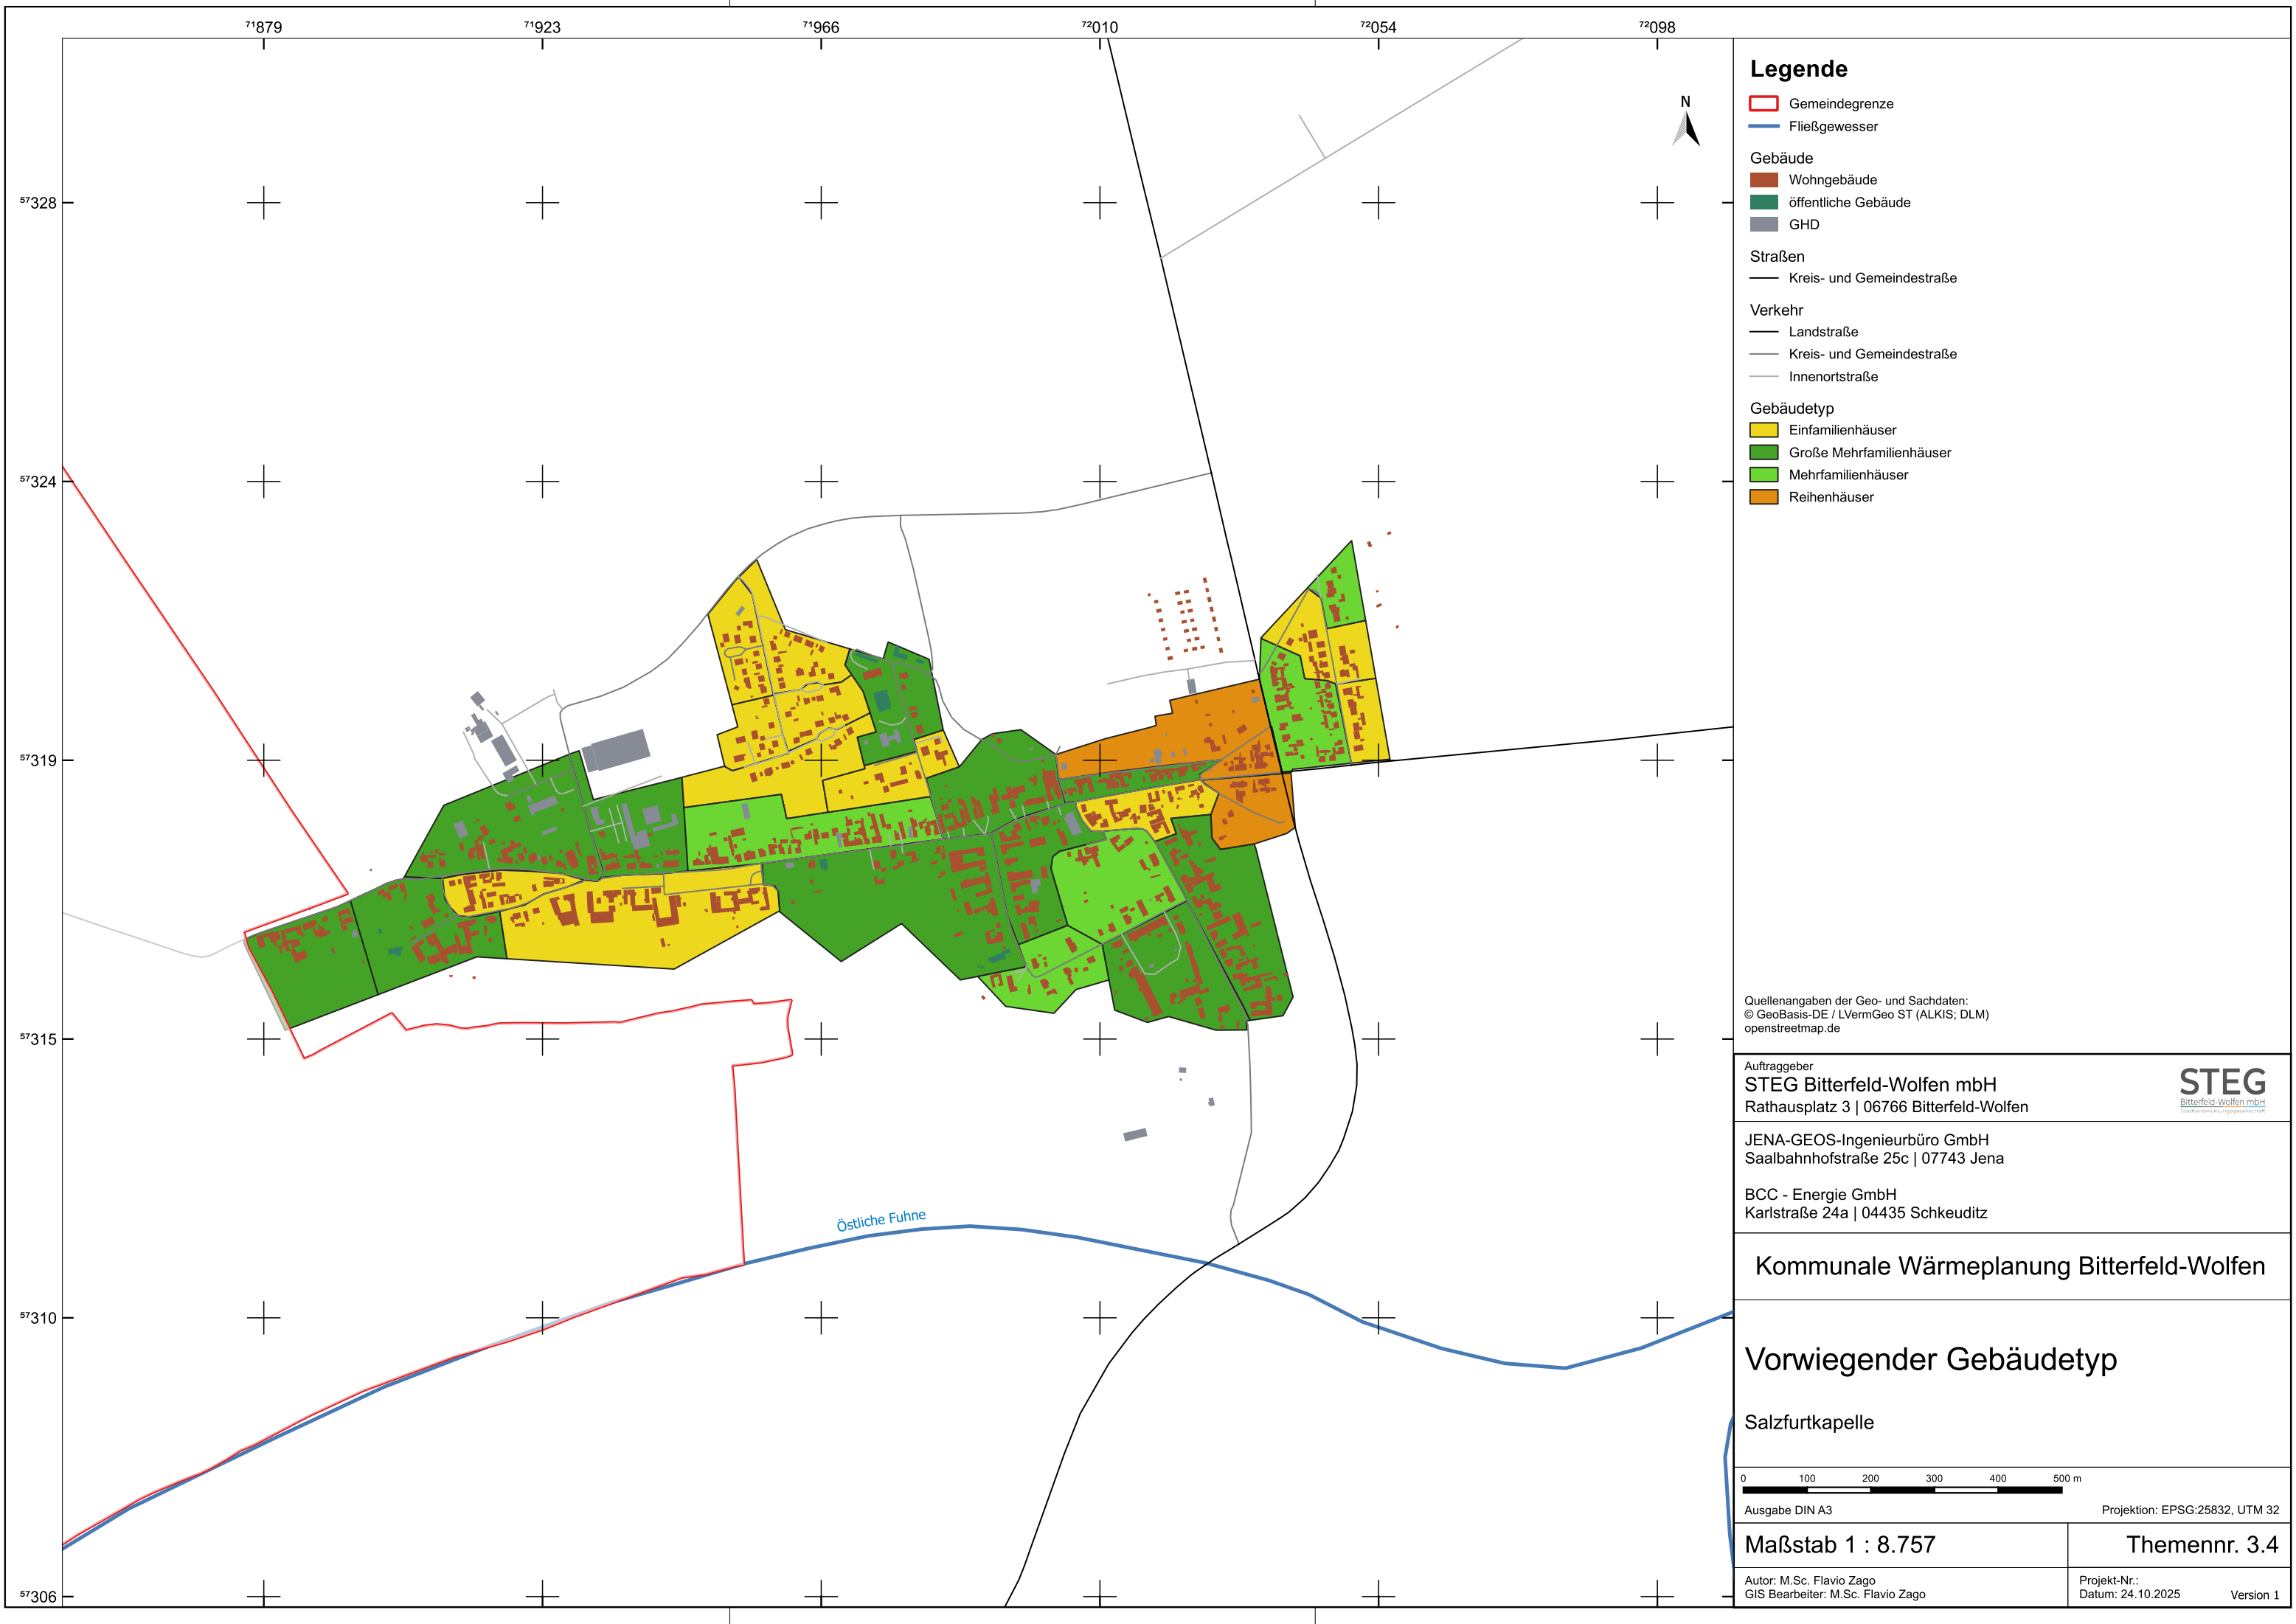 ⁷¹879 ⁷¹923 ⁷¹966 ⁷²010 ⁷²054 ⁷²098
⁵⁷328
⁵⁷324
⁵⁷319
⁵⁷315
⁵⁷310
⁵⁷306
N
Östliche Fuhne
Legende
Gemeindegrenze
Fließgewesser
Gebäude
Wohngebäude
öffentliche Gebäude
GHD
Straßen
Kreis- und Gemeindestraße
Verkehr
Landstraße
Kreis- und Gemeindestraße
Innenortstraße
Gebäudetyp
Einfamilienhäuser
Große Mehrfamilienhäuser
Mehrfamilienhäuser
Reihenhäuser
Quellenangaben der Geo- und Sachdaten:
© GeoBasis-DE / LVermGeo ST (ALKIS; DLM)
openstreetmap.de
Auftraggeber
STEG Bitterfeld-Wolfen mbH
Rathausplatz 3 | 06766 Bitterfeld-Wolfen
STEG
Bitterfeld-Wolfen mbH
Stadtentwicklungsgesellschaft
JENA-GEOS-Ingenieurbüro GmbH
Saalbahnhofstraße 25c | 07743 Jena
BCC - Energie GmbH
Karlstraße 24a | 04435 Schkeuditz
Kommunale Wärmeplanung Bitterfeld-Wolfen
Vorwiegender Gebäudetyp
Salzfurtkapelle
0 100 200 300 400 500 m
Ausgabe DIN A3 Projektion: EPSG:25832, UTM 32
Maßstab 1 : 8.757 Themennr. 3.4
Autor: M.Sc. Flavio Zago
GIS Bearbeiter: M.Sc. Flavio Zago
Projekt-Nr.:
Datum: 24.10.2025 Version 1